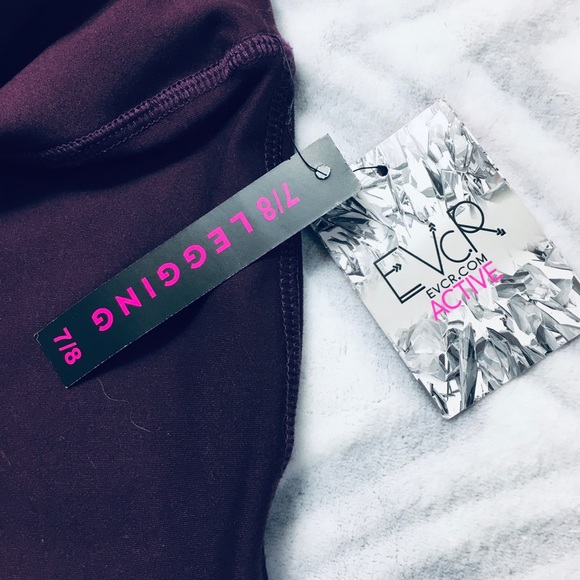 7/8 LEGGING
7/8
EVCR
EVCR.COM
ACTIVE